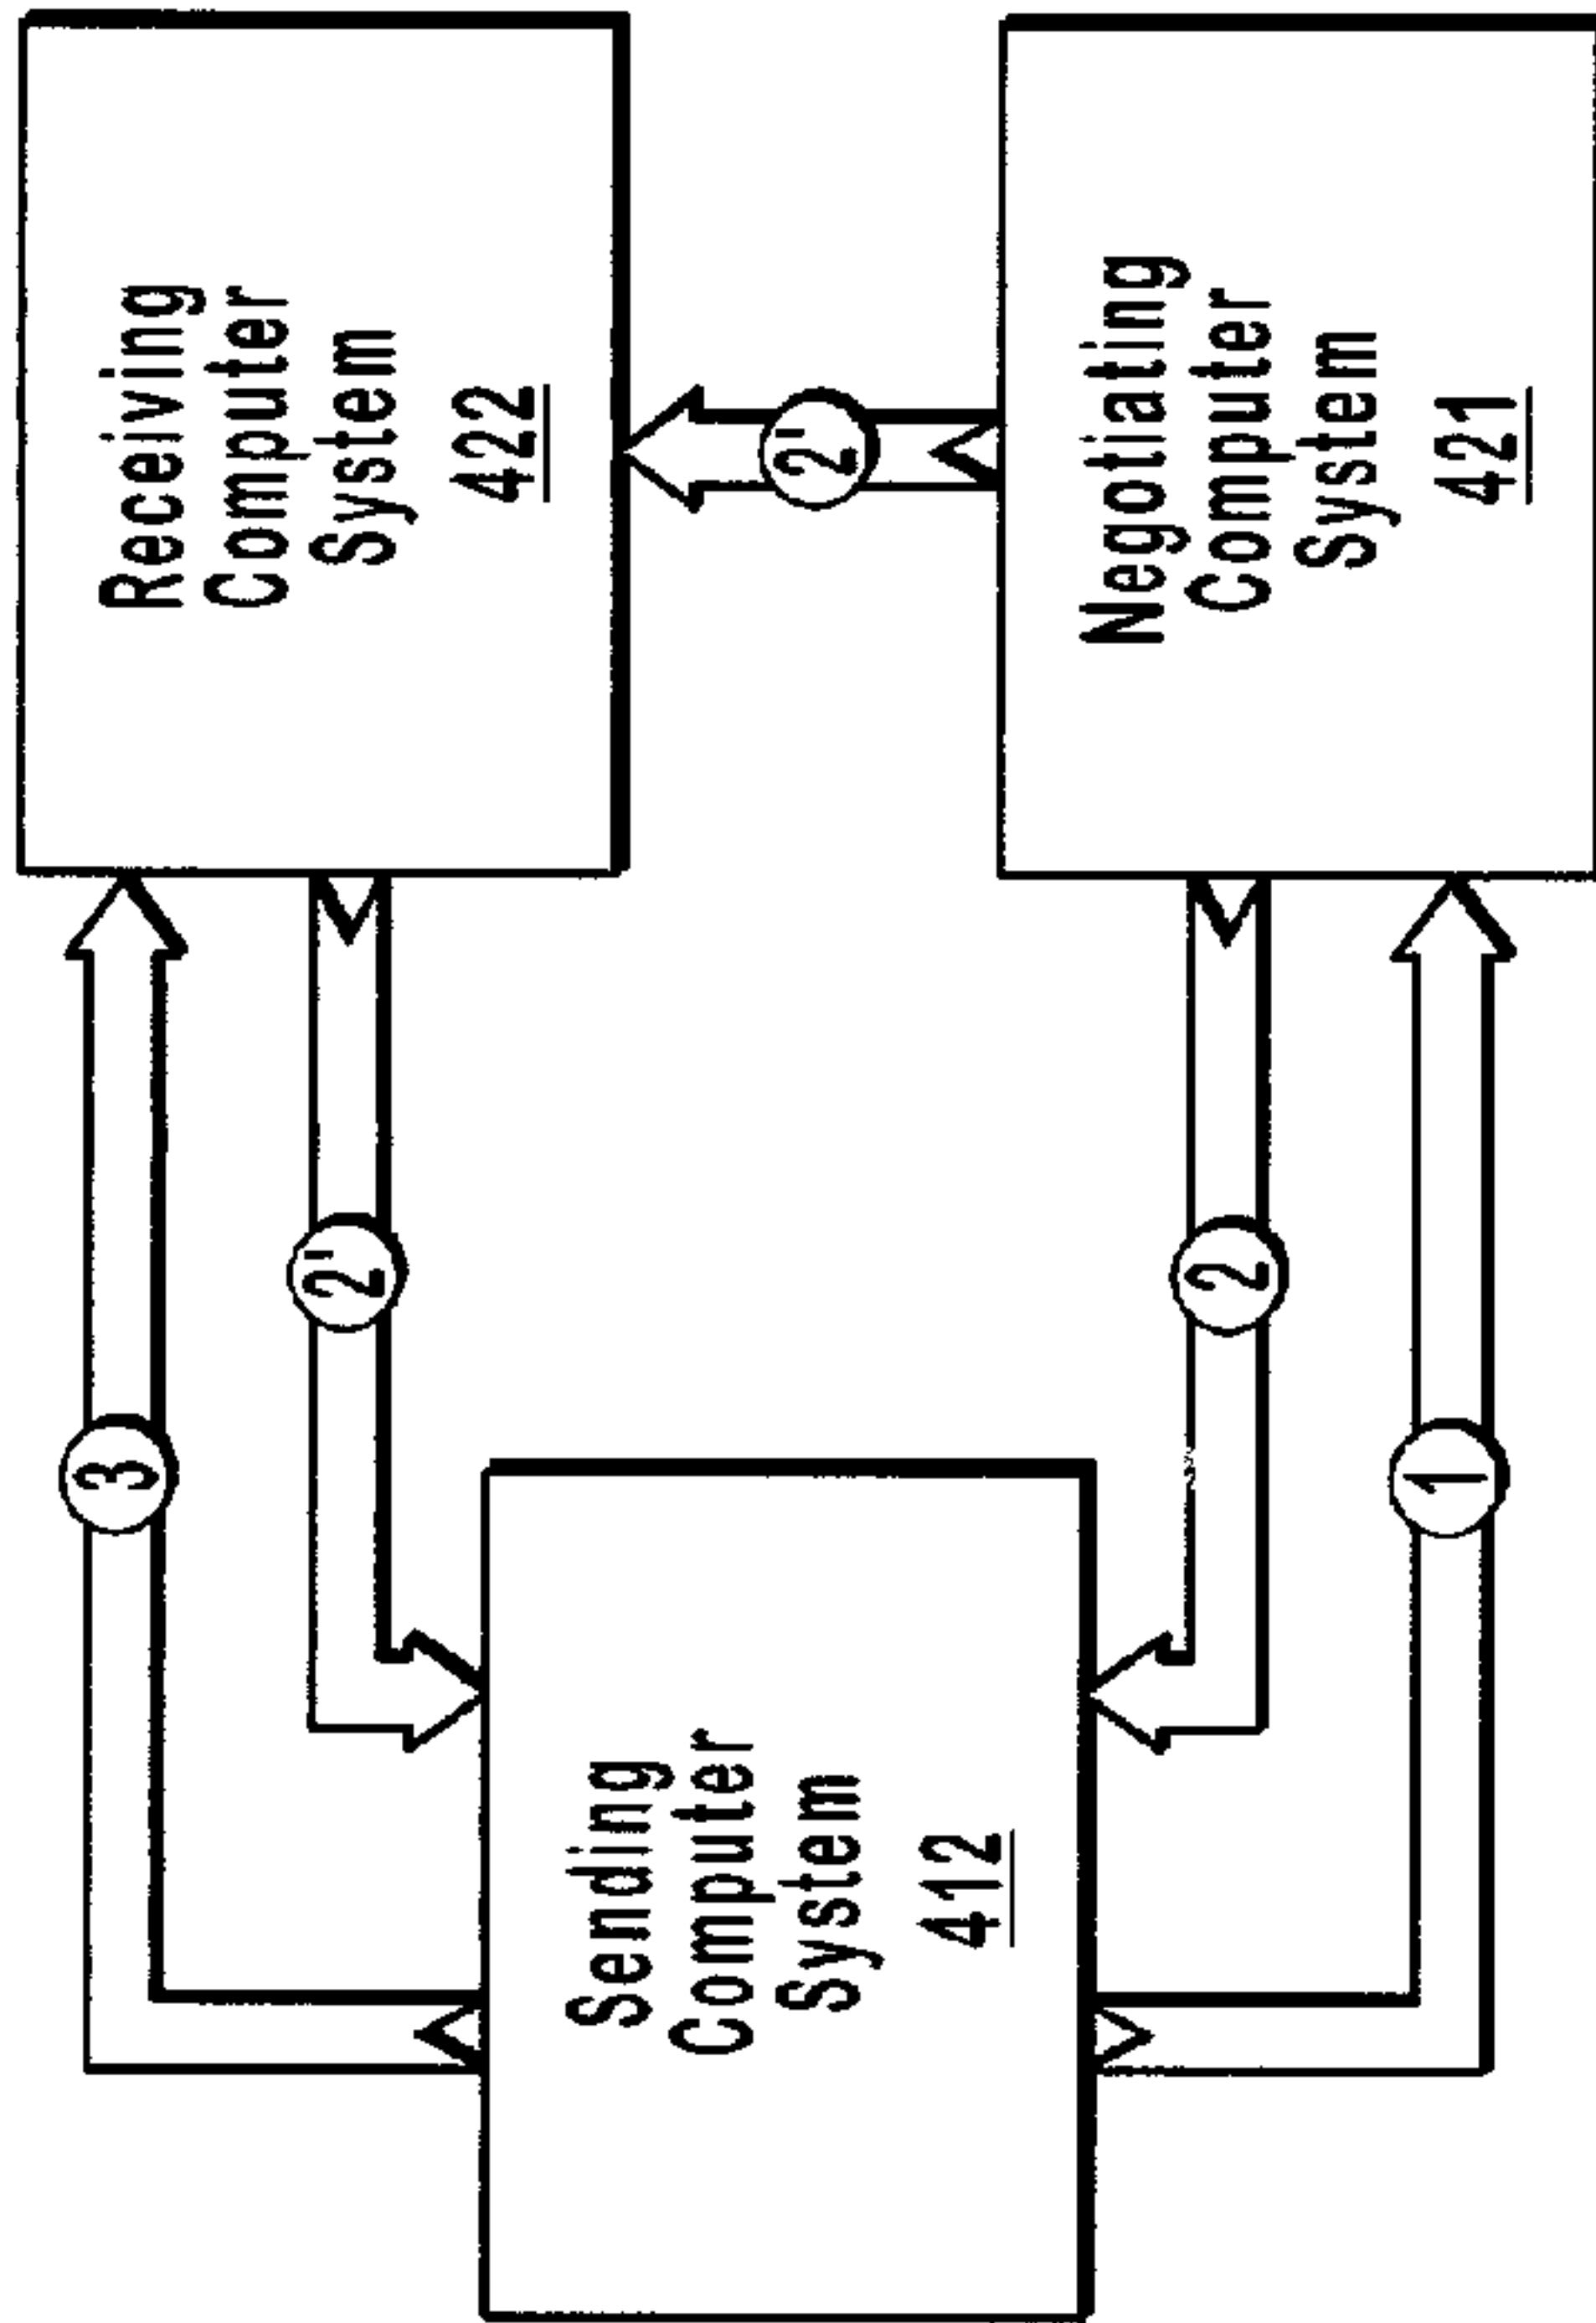 3
Receiving
Computer
System
422
2'
Sending
Computer
System
412
2'
Negotiating
Computer
System
421
2
1